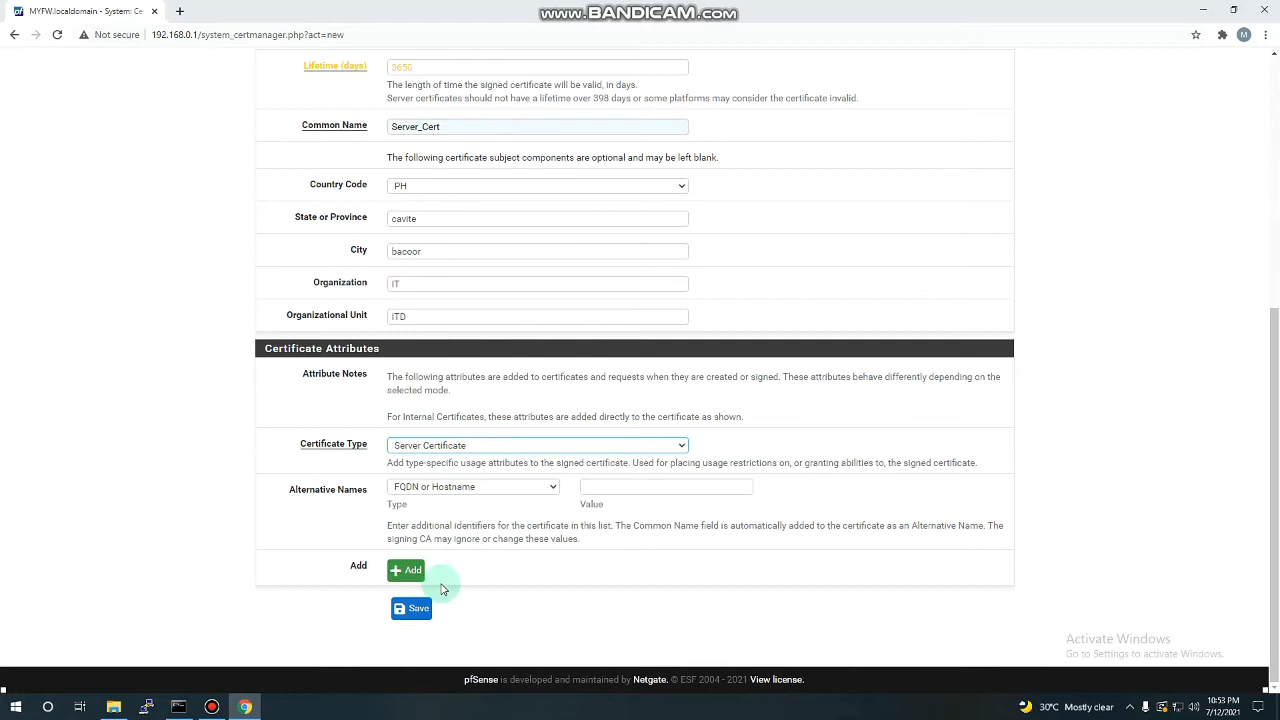 MYFW.localdomain - System: Ce
www.BANDICAM.com
Not secure
192.168.0.1/system_certmanager.php?act=new
M
Lifetime (days)
3650
The length of time the signed certificate will be valid, in days.
Server certificates should not have a lifetime over 398 days or some platforms may consider the certificate invalid.
Common Name
Server_Cert
The following certificate subject components are optional and may be left blank.
Country Code
PH
State or Province
cavite
City
bacoor
Organization
IT
Organizational Unit
ITD
Certificate Attributes
Attribute Notes
The following attributes are added to certificates and requests when they are created or signed. These attributes behave differently depending on the
selected mode.
For Internal Certificates, these attributes are added directly to the certificate as shown.
Certificate Type
Server Certificate
Add type-specific usage attributes to the signed certificate. Used for placing usage restrictions on, or granting abilities to, the signed certificate.
Alternative Names
FQDN or Hostname
Type
Value
Enter additional identifiers for the certificate in this list. The Common Name field is automatically added to the certificate as an Alternative Name. The
signing CA may ignore or change these values.
Add
Add
Save
Activate Windows
Go to Settings to activate Windows.
pfSense is developed and maintained by Netgate. © ESF 2004 - 2021 View license.
30°C Mostly clear
10:53 PM
7/12/2021